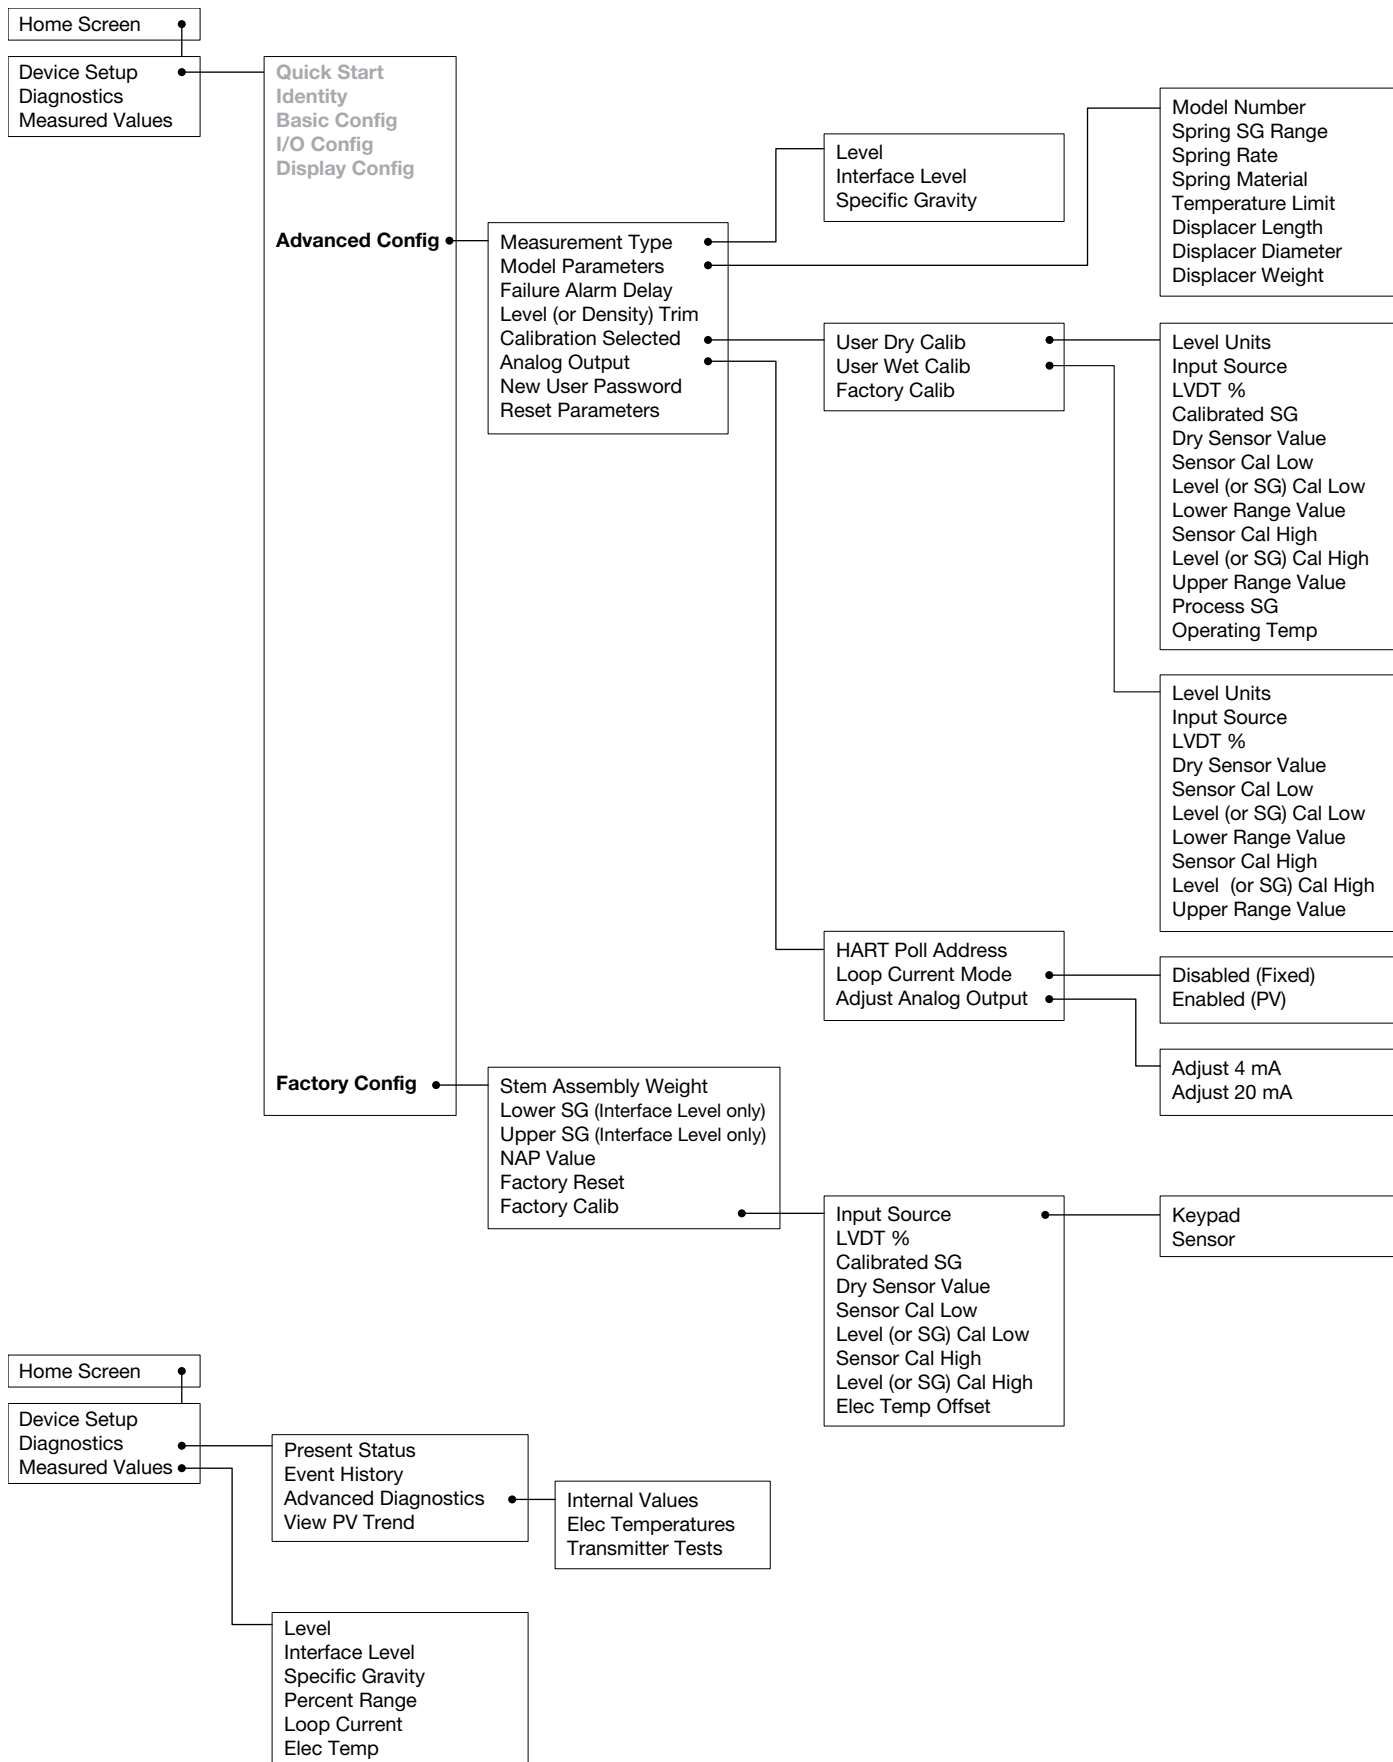 Home Screen
Device Setup
Diagnostics
Measured Values
Quick Start
Identity
Basic Config
I/O Config
Display Config
Advanced Config
Factory Config
Measurement Type
Model Parameters
Failure Alarm Delay
Level (or Density) Trim
Calibration Selected
Analog Output
New User Password
Reset Parameters
Level
Interface Level
Specific Gravity
Model Number
Spring SG Range
Spring Rate
Spring Material
Temperature Limit
Displacer Length
Displacer Diameter
Displacer Weight
User Dry Calib
User Wet Calib
Factory Calib
Level Units
Input Source
LVDT %
Calibrated SG
Dry Sensor Value
Sensor Cal Low
Level (or SG) Cal Low
Lower Range Value
Sensor Cal High
Level (or SG) Cal High
Upper Range Value
Process SG
Operating Temp
Level Units
Input Source
LVDT %
Dry Sensor Value
Sensor Cal Low
Level (or SG) Cal Low
Lower Range Value
Sensor Cal High
Level  (or SG) Cal High
Upper Range Value
HART Poll Address
Loop Current Mode
Adjust Analog Output
Disabled (Fixed)
Enabled (PV)
Adjust 4 mA
Adjust 20 mA
Stem Assembly Weight
Lower SG (Interface Level only)
Upper SG (Interface Level only)
NAP Value
Factory Reset
Factory Calib
Input Source
LVDT %
Calibrated SG
Dry Sensor Value
Sensor Cal Low
Level (or SG) Cal Low
Sensor Cal High
Level (or SG) Cal High
Elec Temp Offset
Keypad
Sensor
Home Screen
Device Setup
Diagnostics
Measured Values
Present Status
Event History
Advanced Diagnostics
View PV Trend
Internal Values
Elec Temperatures
Transmitter Tests
Level
Interface Level
Specific Gravity
Percent Range
Loop Current
Elec Temp